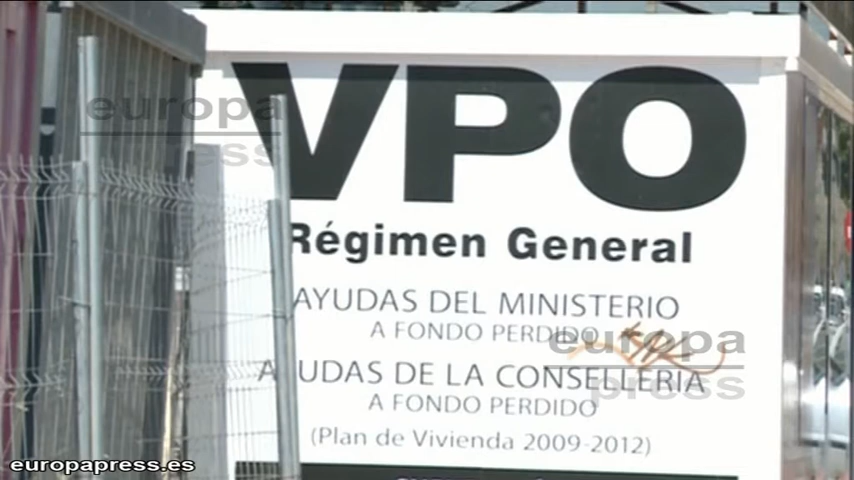 VPO
europa
press
Régimen General
AYUDAS DEL MINISTERIO
A FONDO PERDIDO
europa
press
AYUDAS DE LA CONSELLERIA
A FONDO PERDIDO
(Plan de Vivienda 2009-2012)
europapress.es